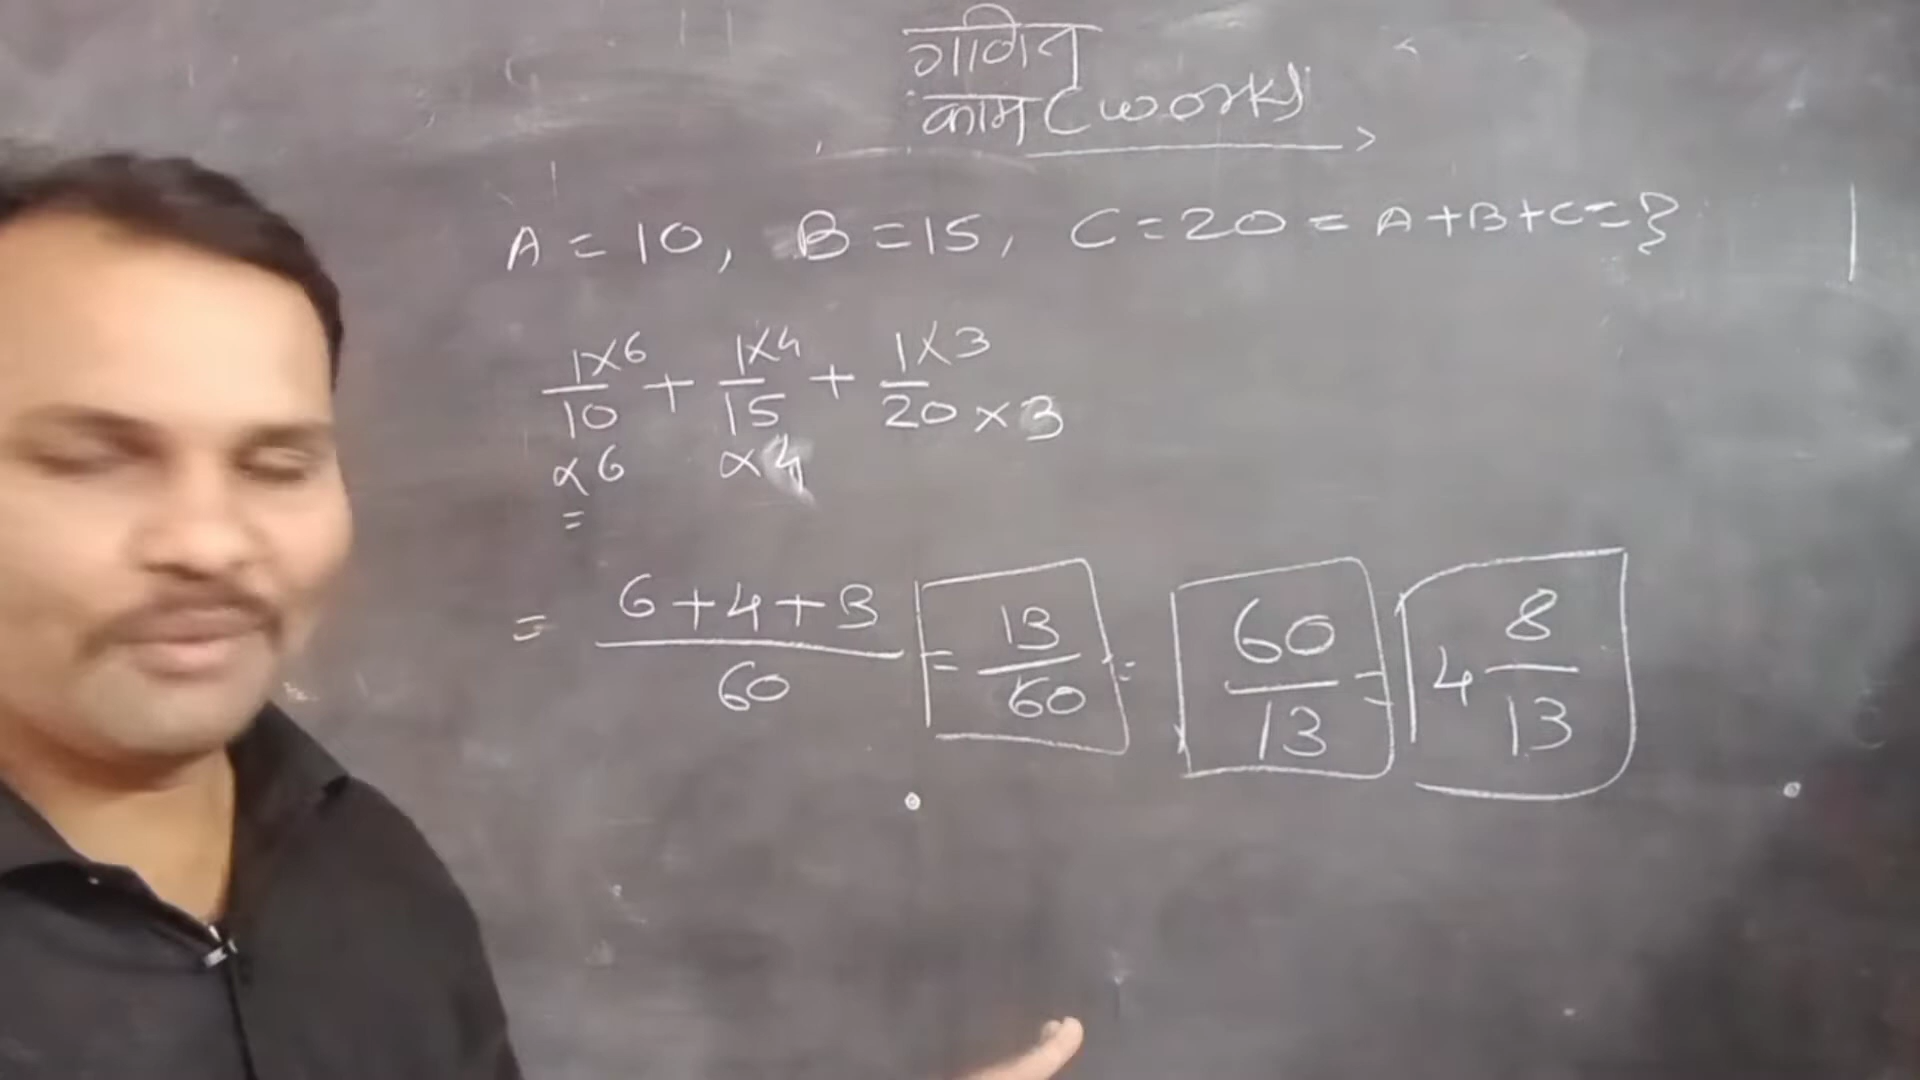 गणित
काम (works)
A = 10, B = 15, C = 20 = A+B+C = ?
1×6/10×6 + 1×4/15×4 + 1×3/20×3
=
= 6+4+3/60 = 13/60 = 60/13 = 4 8/13